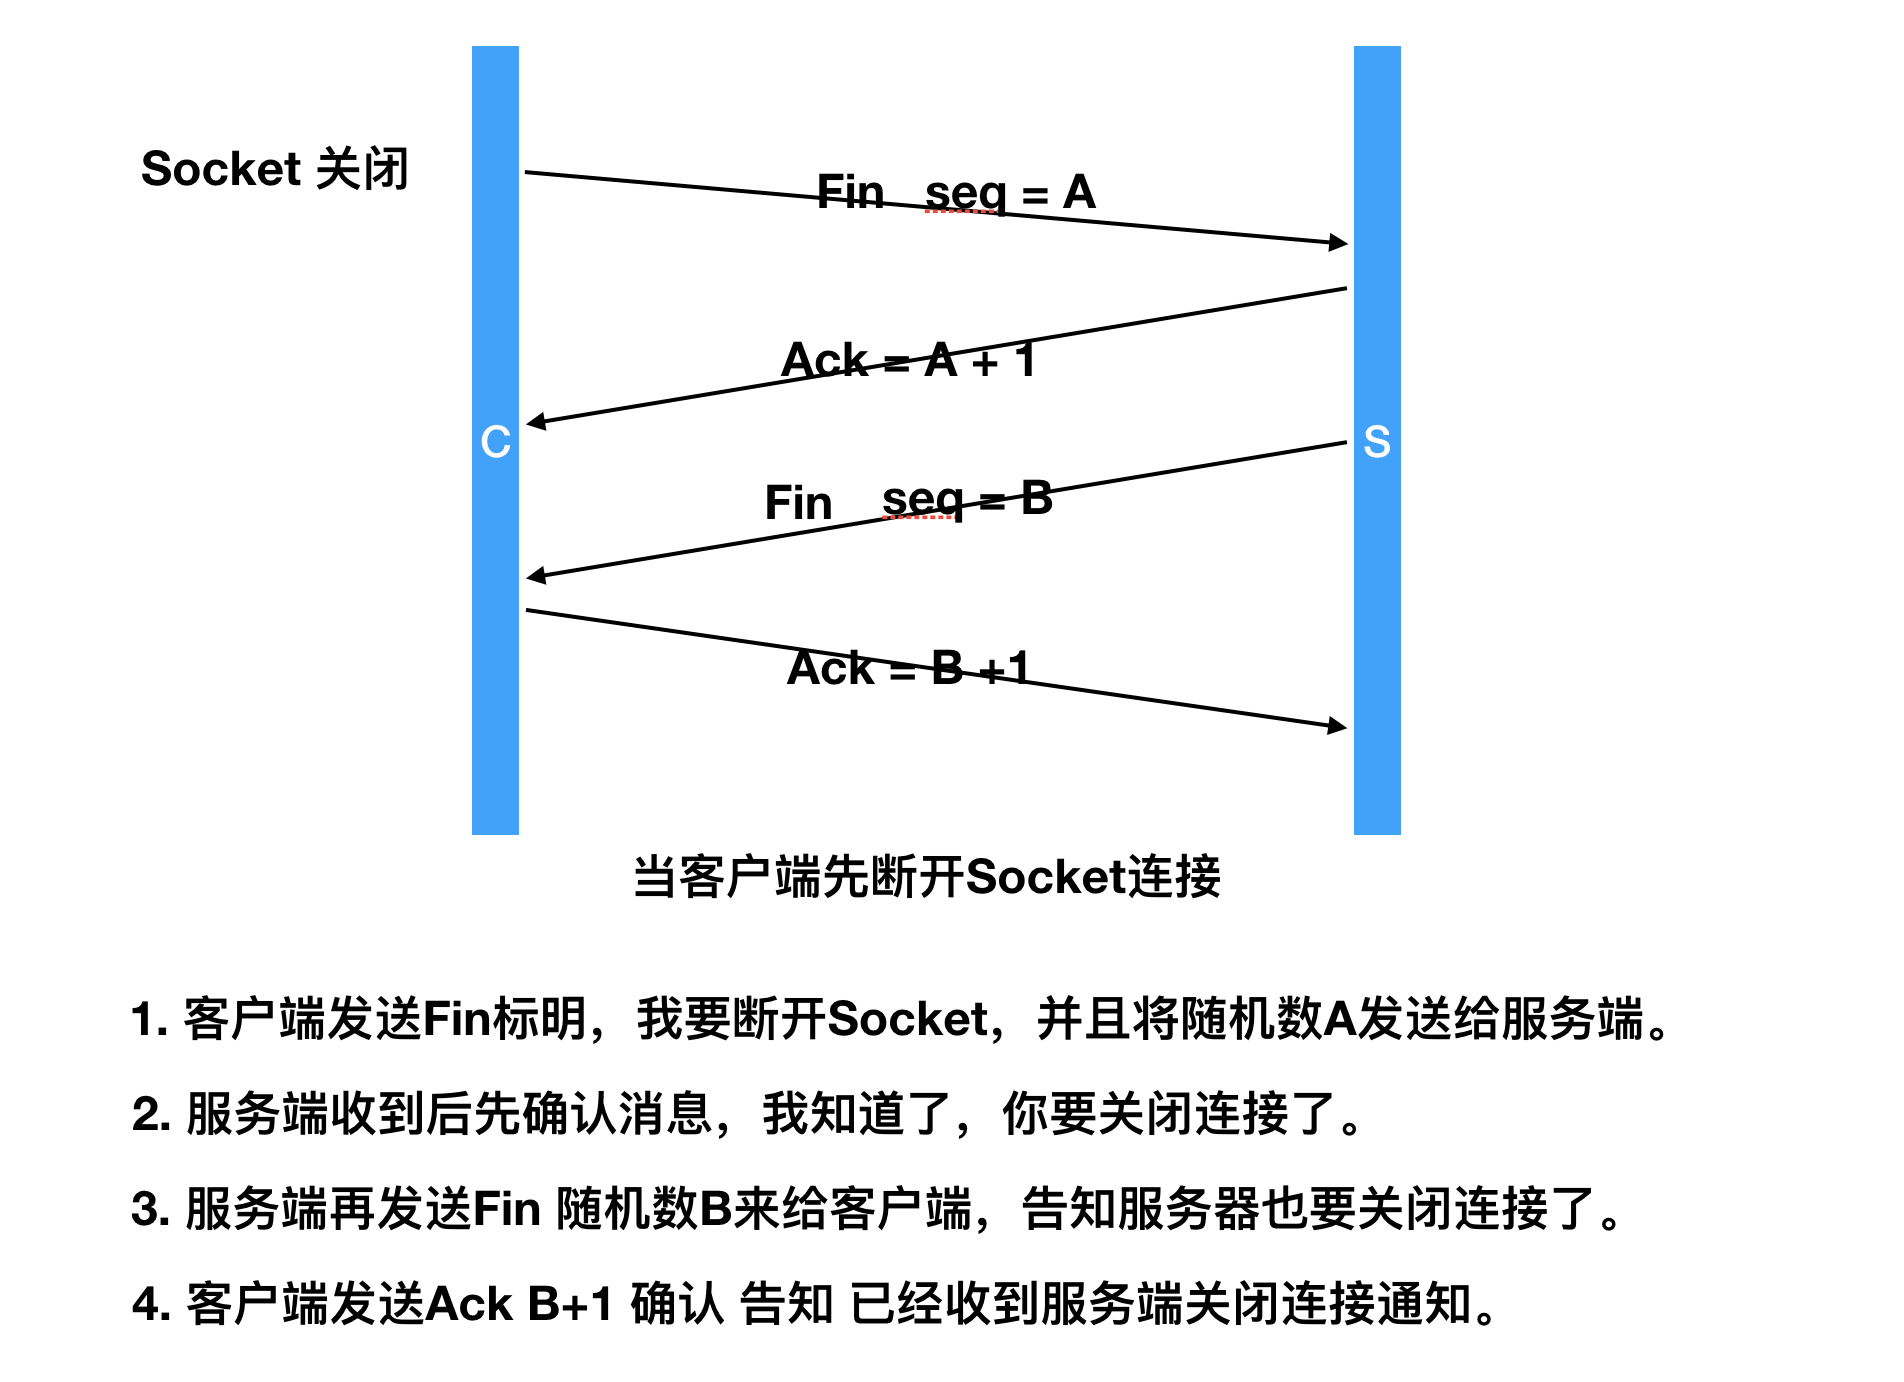 Socket 关闭
Fin seq = A
Ack = A + 1
C
S
Fin seq = B
Ack = B +1
当客户端先断开Socket连接
1. 客户端发送Fin标明，我要断开Socket，并且将随机数A发送给服务端。
2. 服务端收到后先确认消息，我知道了，你要关闭连接了。
3. 服务端再发送Fin 随机数B来给客户端，告知服务器也要关闭连接了。
4. 客户端发送Ack B+1 确认 告知 已经收到服务端关闭连接通知。